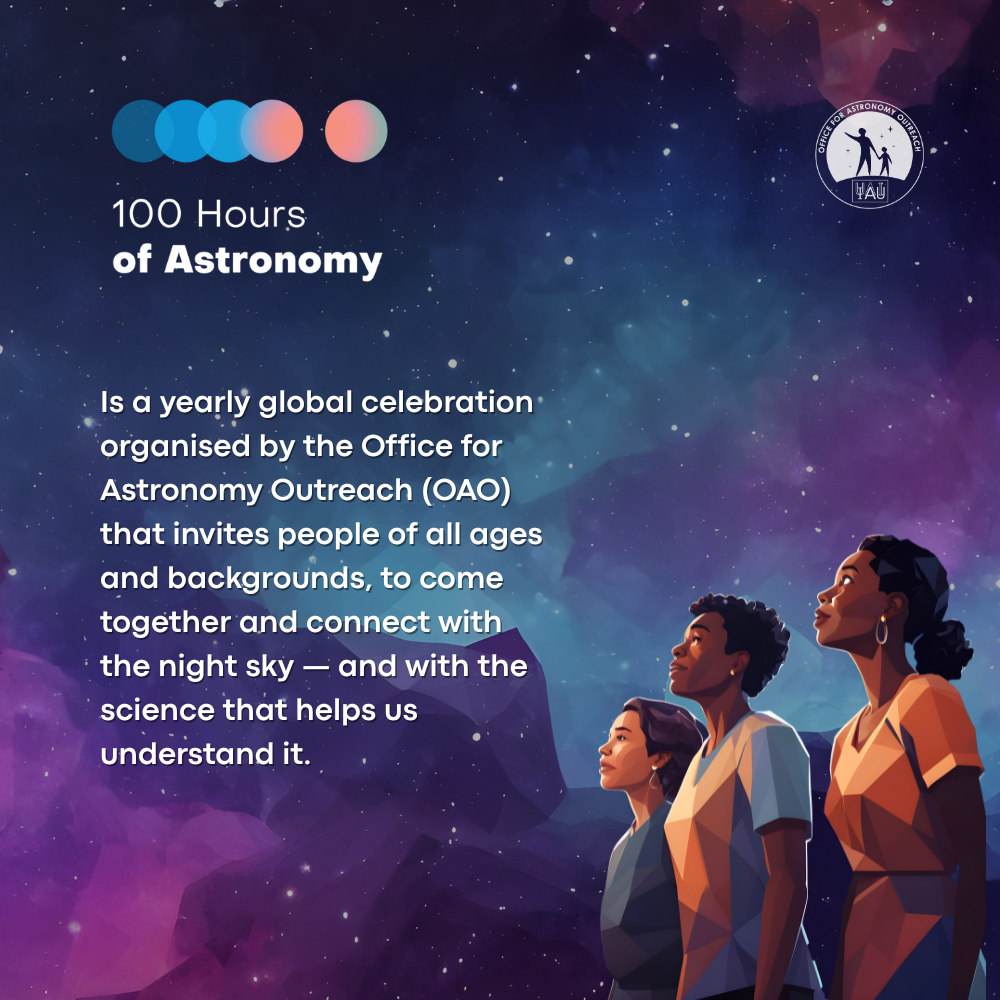 100 Hours
of Astronomy
OFFICE FOR ASTRONOMY OUTREACH
IAU
Is a yearly global celebration
organised by the Office for
Astronomy Outreach (OAO)
that invites people of all ages
and backgrounds, to come
together and connect with
the night sky — and with the
science that helps us
understand it.